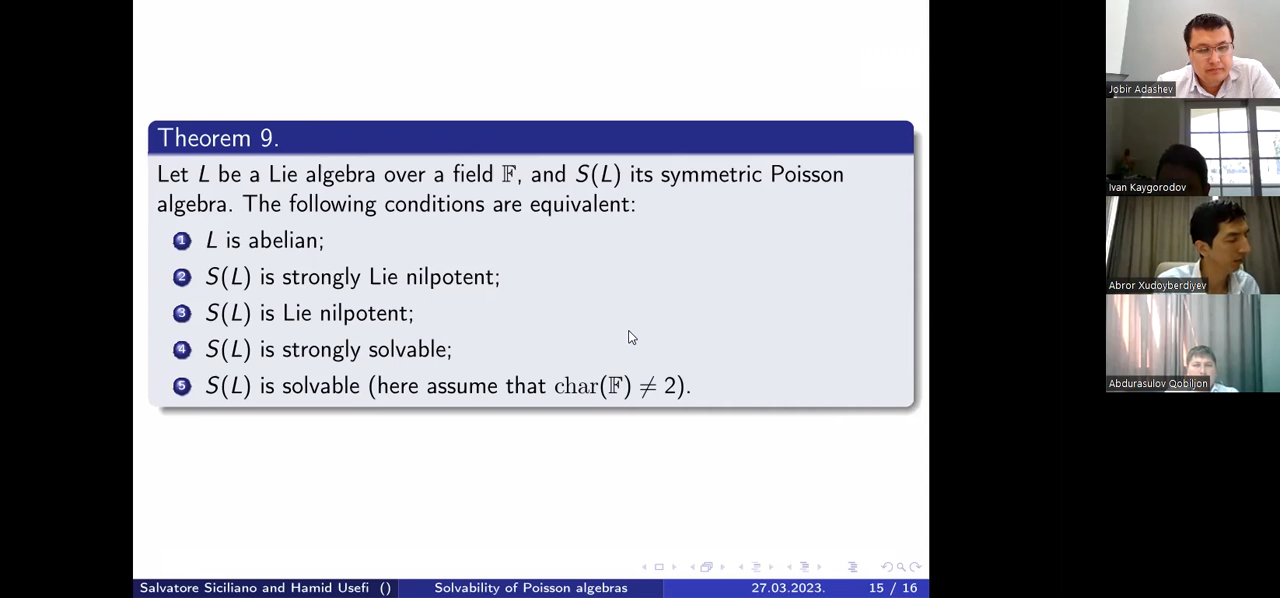 Theorem 9.
Let L be a Lie algebra over a field 𝔽, and S(L) its symmetric Poisson
algebra. The following conditions are equivalent:
1 L is abelian;
2 S(L) is strongly Lie nilpotent;
3 S(L) is Lie nilpotent;
4 S(L) is strongly solvable;
5 S(L) is solvable (here assume that char(𝔽) ≠ 2).
Salvatore Siciliano and Hamid Usefi () Solvability of Poisson algebras 27.03.2023. 15 / 16
Jobir Adashev
Ivan Kaygorodov
Abror Xudoyberdiyev
Abdurasulov Qobiljon